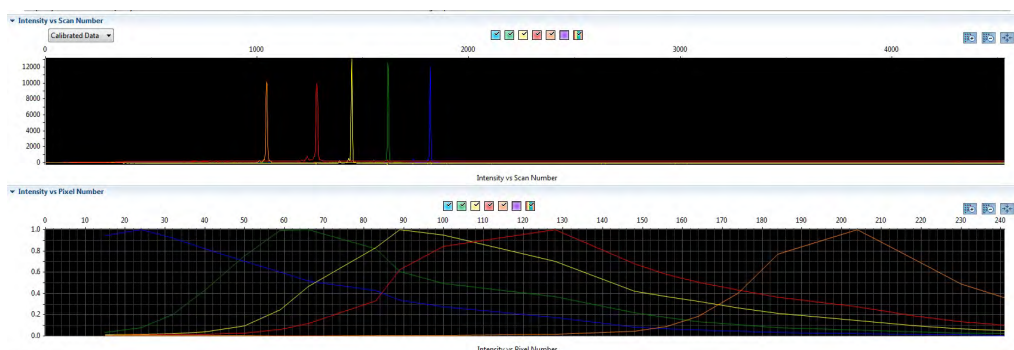 Intensity vs Scan Number
Calibrated Data
0 1000 2000 3000 4000
12000
10000
8000
6000
4000
2000
0
Intensity vs Scan Number
Intensity vs Pixel Number
0 10 20 30 40 50 60 70 80 90 100 110 120 130 140 150 160 170 180 190 200 210 220 230 240
1.0
0.8
0.6
0.4
0.2
0.0
Intensity vs Pixel Number